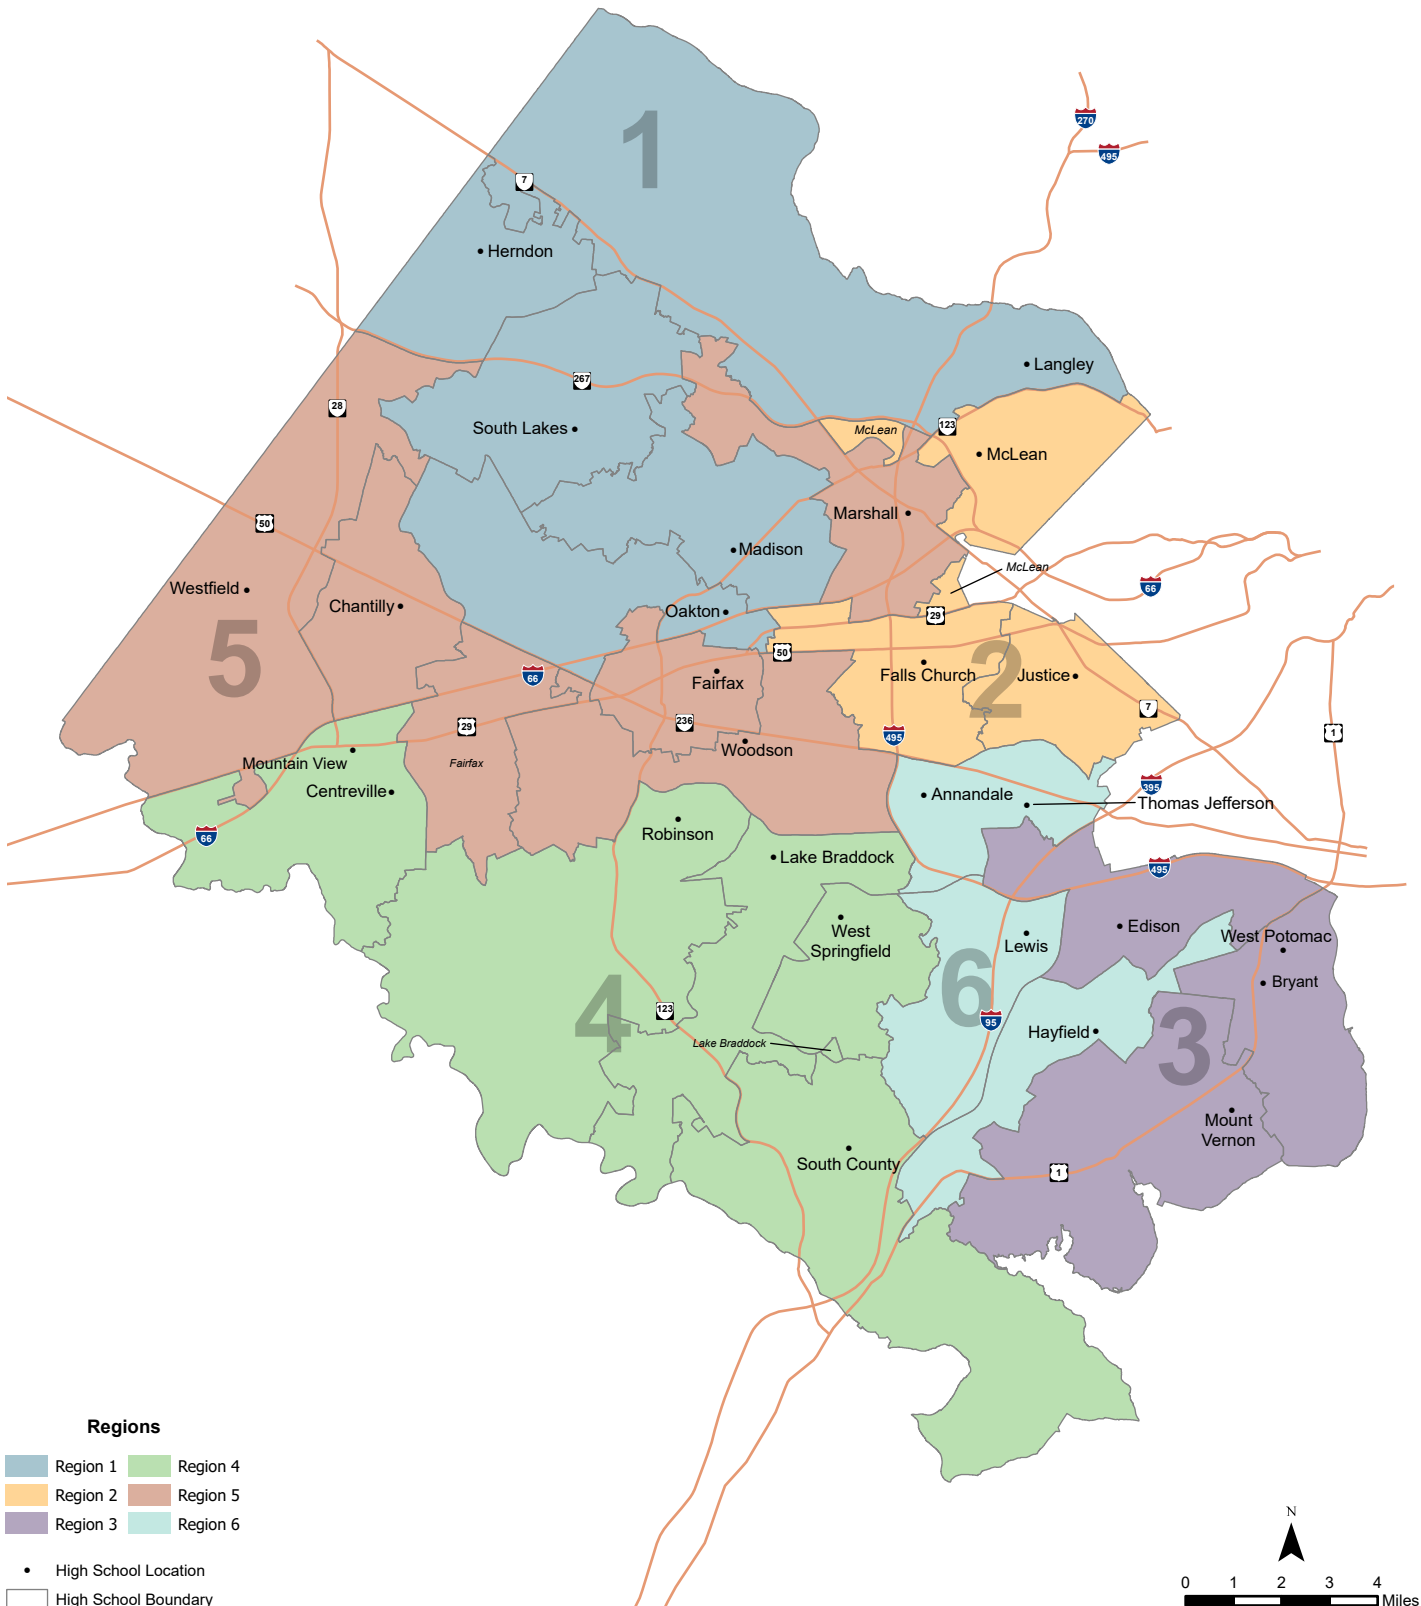 1
270
495
7
Herndon
Langley
267
28
South Lakes
McLean
123
McLean
50
Marshall
Madison
McLean
66
Westfield
Chantilly
Oakton
29
5
50
2
66
Fairfax
Falls Church
Justice
29
236
7
495
1
Mountain View
Fairfax
Woodson
Centreville
Annandale
395
Thomas Jefferson
66
Robinson
Lake Braddock
495
West
Springfield
Lewis
Edison
West Potomac
6
Bryant
4
123
95
Hayfield
3
Lake Braddock
Mount
Vernon
South County
1
Regions
Region 1
Region 4
Region 2
Region 5
Region 3
Region 6
High School Location
High School Boundary
N
0 1 2 3 4
Miles